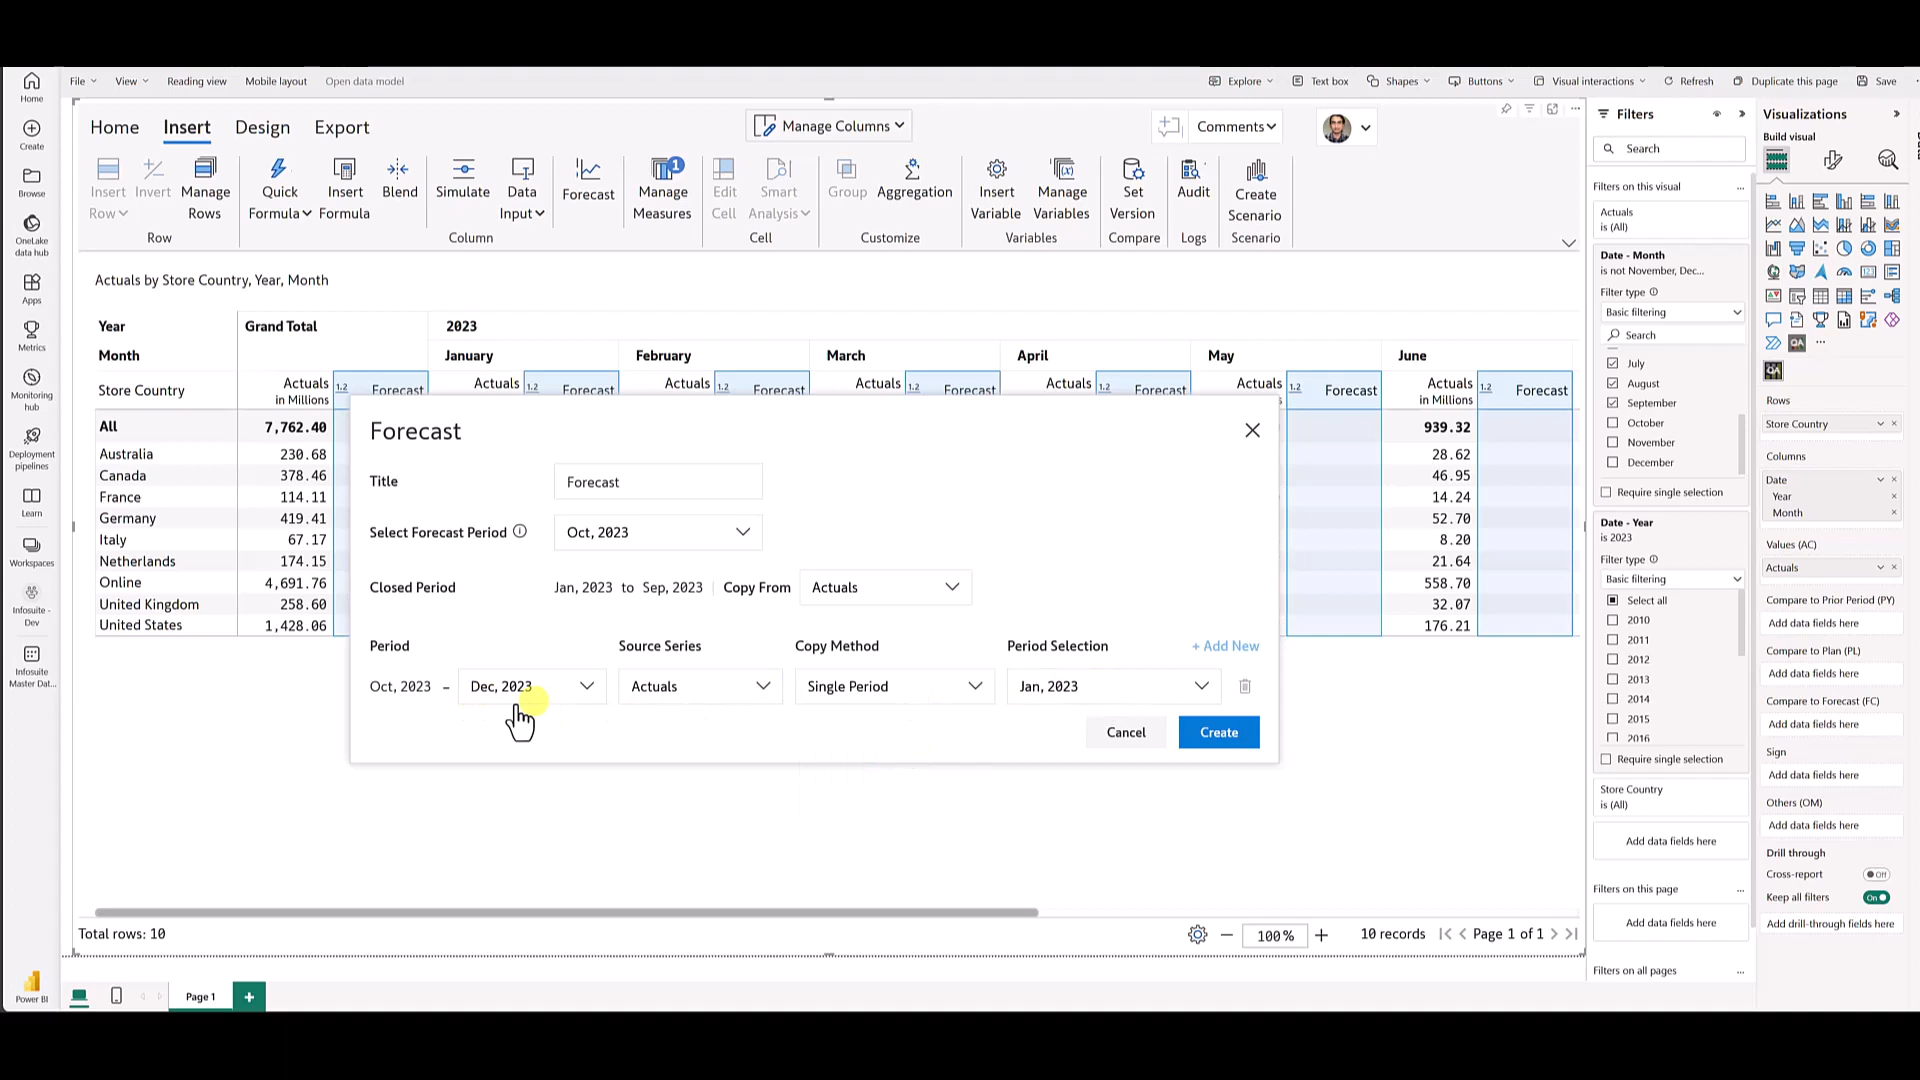 File View Reading view Mobile layout Open data model Explore Text box Shapes Buttons Visual interactions Refresh Duplicate this page Save
Home
Create
Browse
OneLake
data hub
Apps
Metrics
Monitoring
hub
Deployment
pipelines
Learn
Workspaces
Infosuite -
Dev
Infosuite
Master Dat...
Power BI
Home Insert Design Export Manage Columns Comments
Insert Row
Invert
Manage Rows
Row
Quick Formula
Insert Formula
Blend
Simulate
Data Input
Column
Forecast
1
Manage Measures
Edit Cell
Smart Analysis
Cell
Group
Aggregation
Customize
Insert Variable
Manage Variables
Variables
Set Version
Compare
Audit
Logs
Create Scenario
Scenario
Actuals by Store Country, Year, Month
Year Grand Total 2023
Month January February March April May June
Store Country Actuals in Millions 1.2 Forecast Actuals 1.2 Forecast Actuals 1.2 Forecast Actuals 1.2 Forecast Actuals 1.2 Forecast Actuals 1.2 Forecast Actuals in Millions 1.2 Forecast
All 7,762.40 939.32
Australia 230.68 28.62
Canada 378.46 46.95
France 114.11 14.24
Germany 419.41 52.70
Italy 67.17 8.20
Netherlands 174.15 21.64
Online 4,691.76 558.70
United Kingdom 258.60 32.07
United States 1,428.06 176.21
Forecast
Title Forecast
Select Forecast Period Oct, 2023
Closed Period Jan, 2023 to Sep, 2023 Copy From Actuals
Period Source Series Copy Method Period Selection + Add New
Oct, 2023 – Dec, 2023 Actuals Single Period Jan, 2023
Cancel Create
Total rows: 10 100% 10 records Page 1 of 1
Page 1
Filters
Search
Filters on this visual ...
Actuals
is (All)
Date - Month
is not November, Dec...
Filter type
Basic filtering
Search
July
August
September
October
November
December
Require single selection
Date - Year
is 2023
Filter type
Basic filtering
Select all
2010
2011
2012
2013
2014
2015
2016
Require single selection
Store Country
is (All)
Add data fields here
Filters on this page ...
Add data fields here
Filters on all pages ...
Visualizations
Build visual
Rows
Store Country
Columns
Date
Year
Month
Values (AC)
Actuals
Compare to Prior Period (PY)
Add data fields here
Compare to Plan (PL)
Add data fields here
Compare to Forecast (FC)
Add data fields here
Sign
Add data fields here
Others (OM)
Add data fields here
Drill through
Cross-report Off
Keep all filters On
Add drill-through fields here